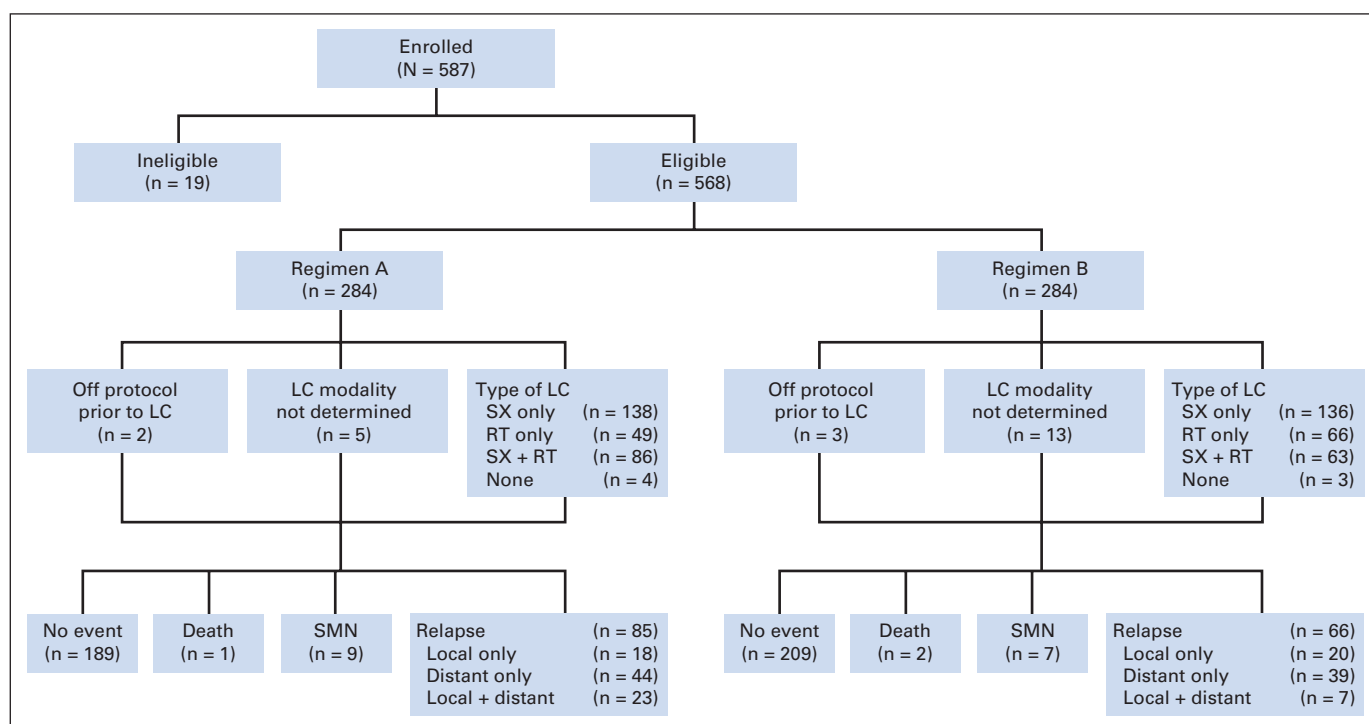 Enrolled
(N = 587)
Ineligible
(n = 19)
Eligible
(n = 568)
Regimen A
(n = 284)
Regimen B
(n = 284)
Off protocol
prior to LC
(n = 2)
LC modality
not determined
(n = 5)
Type of LC
SX only (n = 138)
RT only (n = 49)
SX + RT (n = 86)
None (n = 4)
Off protocol
prior to LC
(n = 3)
LC modality
not determined
(n = 13)
Type of LC
SX only (n = 136)
RT only (n = 66)
SX + RT (n = 63)
None (n = 3)
No event
(n = 189)
Death
(n = 1)
SMN
(n = 9)
Relapse (n = 85)
Local only (n = 18)
Distant only (n = 44)
Local + distant (n = 23)
No event
(n = 209)
Death
(n = 2)
SMN
(n = 7)
Relapse (n = 66)
Local only (n = 20)
Distant only (n = 39)
Local + distant (n = 7)